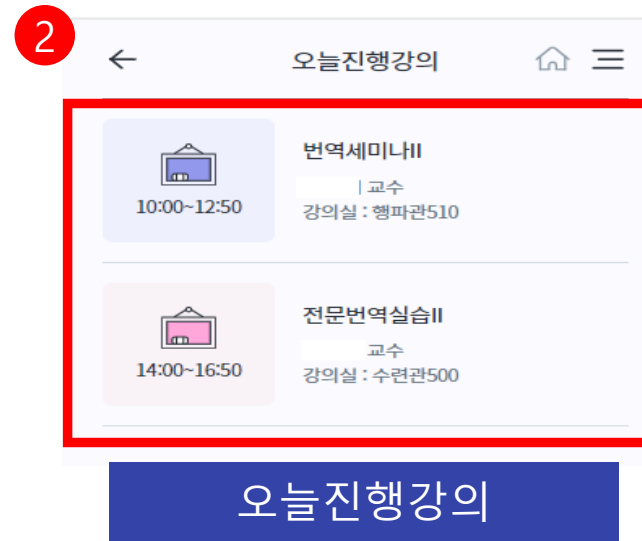 2
오늘진행강의
번역세미나II
교수
10:00~12:50
강의실 : 행파관510
전문번역실습II
교수
14:00~16:50
강의실 : 수련관500
오늘진행강의